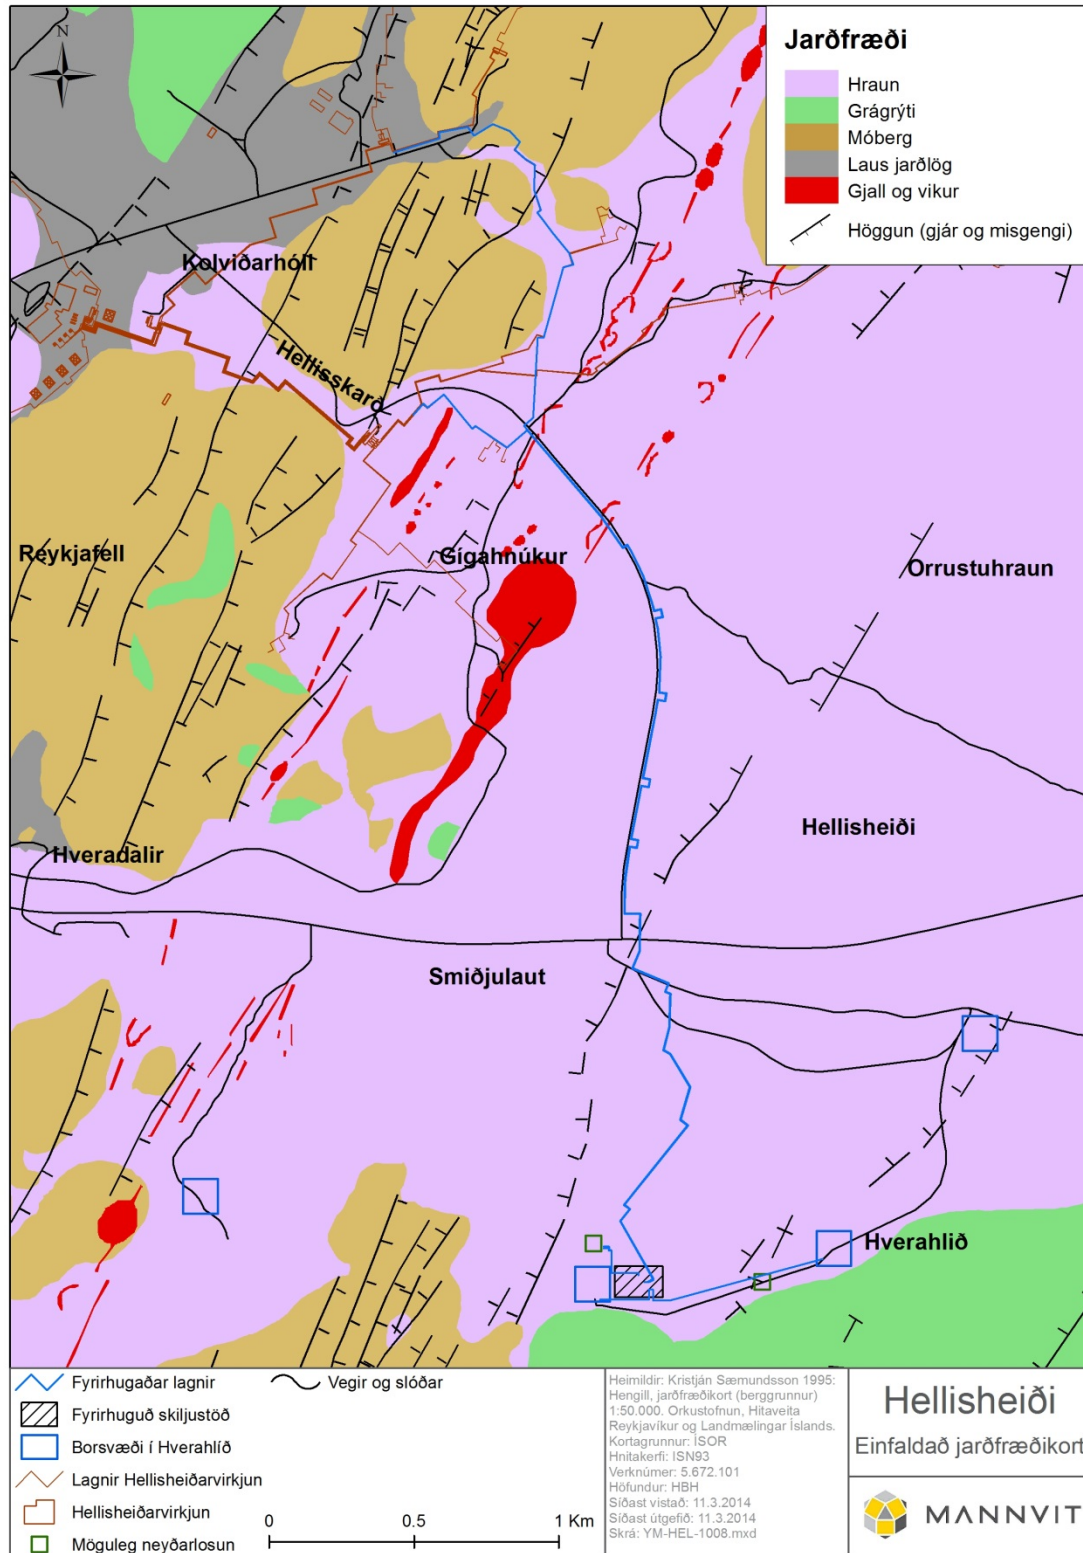 N
Jarðfræði
Hraun
Grágrýti
Móberg
Laus jarðlög
Gjall og vikur
Höggun (gjár og misgengi)
Kolviðarhóll
Hellisskarð
Reykjafell
Gígahnúkur
Orrustuhraun
Hellisheiði
Hveradalir
Smiðjulaut
Hverahlið
Fyrirhugaðar lagnir
Vegir og slóðar
Fyrirhuguð skiljustöð
Borsvæði í Hverahlíð
Lagnir Hellisheiðarvirkjun
Hellisheiðarvirkjun
Möguleg neyðarlosun
0 0.5 1 Km
Heimildir: Kristján Sæmundsson 1995:
Hengill, jarðfræðikort (berggrunnur)
1:50.000. Orkustofnun, Hitaveita
Reykjavíkur og Landmælingar Íslands.
Kortagrunnur: ÍSOR
Hnitakerfi: ISN93
Verknúmer: 5.672.101
Höfundur: HBH
Síðast vistað: 11.3.2014
Síðast útgefið: 11.3.2014
Skrá: YM-HEL-1008.mxd
Hellisheiði
Einfaldað jarðfræðikort
MANNVIT